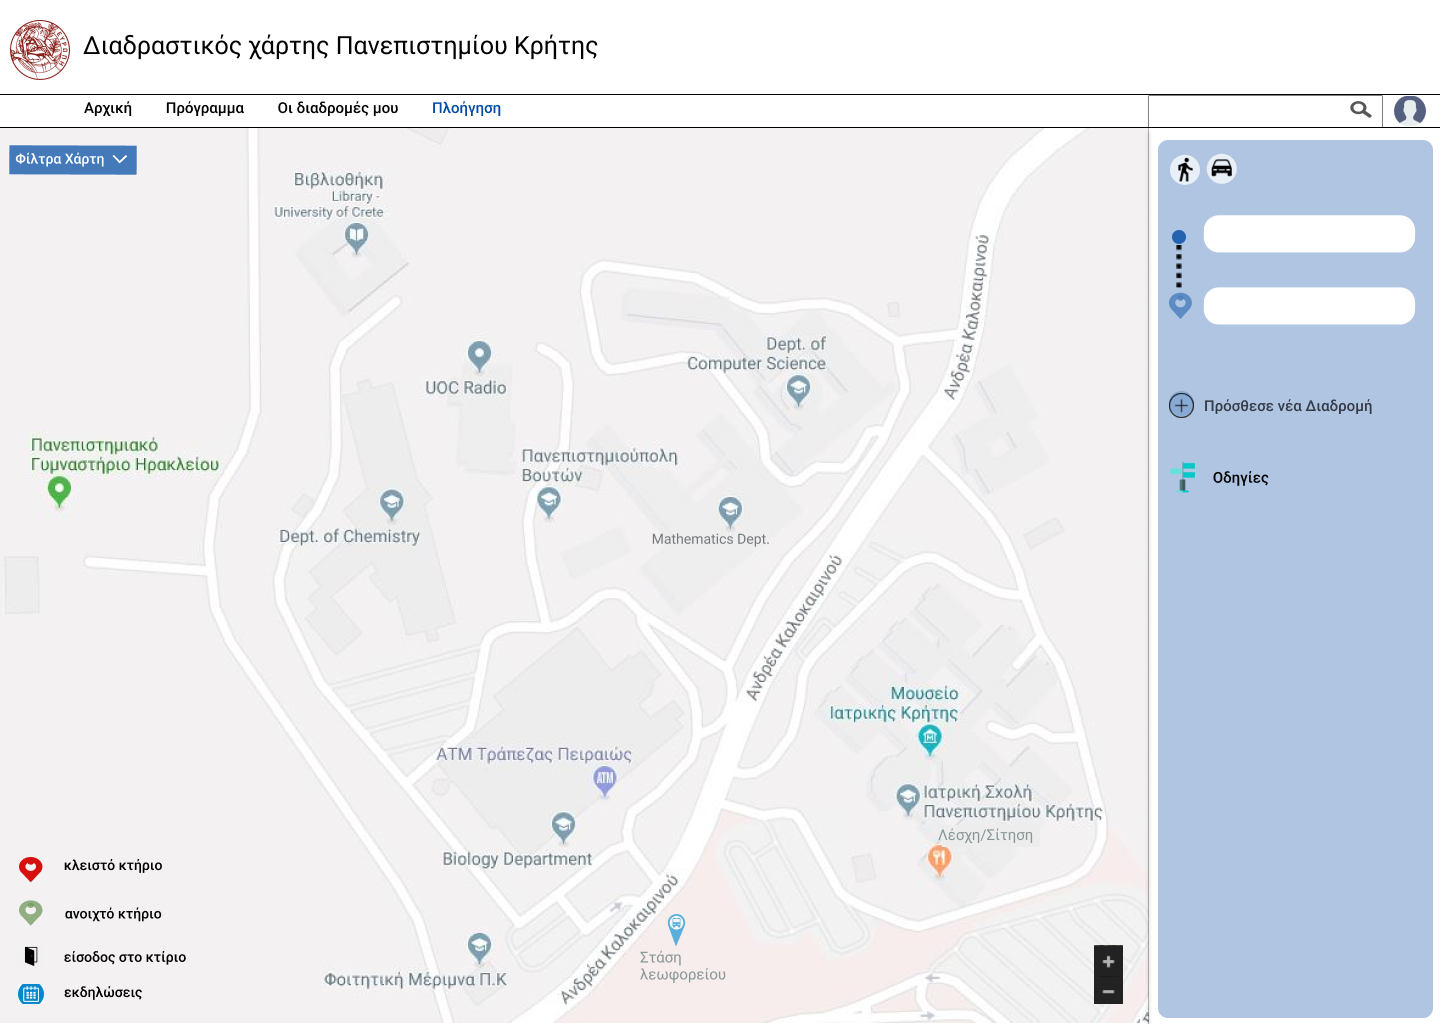 Διαδραστικός χάρτης Πανεπιστημίου Κρήτης
Αρχική
Πρόγραμμα
Οι διαδρομές μου
Πλοήγηση
Φίλτρα Χάρτη
Βιβλιοθήκη
Library -
University of Crete
Ανδρέα Καλοκαιρινού
Dept. of
Computer Science
UOC Radio
Πανεπιστημιακό
Γυμναστήριο Ηρακλείου
Πανεπιστημιούπολη
Βουτών
Dept. of Chemistry
Mathematics Dept.
Ανδρέα Καλοκαιρινού
Μουσείο
Ιατρικής Κρήτης
ATM Τράπεζας Πειραιώς
ATM
Ιατρική Σχολή
Πανεπιστημίου Κρήτης
Λέσχη/Σίτηση
Biology Department
Ανδρέα Καλοκαιρινού
Στάση
λεωφορείου
Φοιτητική Μέριμνα Π.Κ
κλειστό κτήριο
ανοιχτό κτήριο
είσοδος στο κτίριο
εκδηλώσεις
+
−
Πρόσθεσε νέα Διαδρομή
Οδηγίες